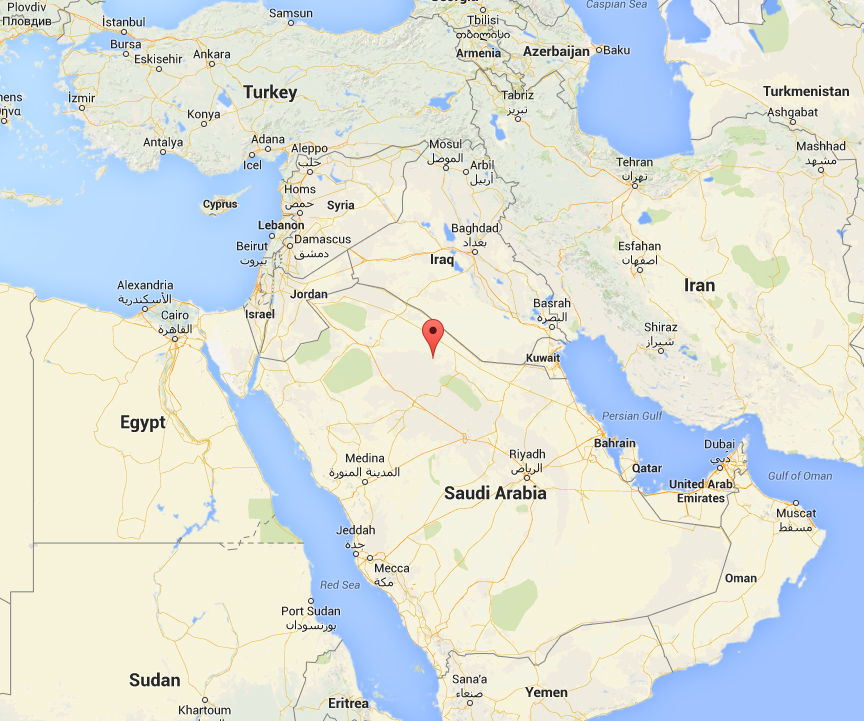 Plovdiv
Пловдив
İstanbul
Samsun
Tbilisi
თბილისი
Caspian Sea
Bursa
Eskisehir
Ankara
Armenia
Azerbaijan
Baku
Turkey
Turkmenistan
Izmir
Konya
Tabriz
تبریز
Ashgabat
Antalya
Adana
Icel
Aleppo
حلب
Mosul
الموصل
Arbil
أربيل
Tehran
تهران
Mashhad
مشهد
Homs
حمص
Cyprus
Syria
Lebanon
Beirut
بيروت
Damascus
دمشق
Baghdad
بغداد
Iraq
Esfahan
اصفهان
Iran
Alexandria
الأسكندرية
Cairo
القاهرة
Jordan
Israel
Basrah
البصرة
Shiraz
شیراز
Kuwait
Egypt
Persian Gulf
Medina
المدينة المنورة
Riyadh
الرياض
Bahrain
Qatar
Dubai
دبي
Gulf of Oman
United Arab
Emirates
Saudi Arabia
Muscat
مسقط
Jeddah
جدة
Mecca
مكة
Red Sea
Oman
Port Sudan
بورتسودان
Sudan
Khartoum
Eritrea
Sana'a
صنعاء
Yemen